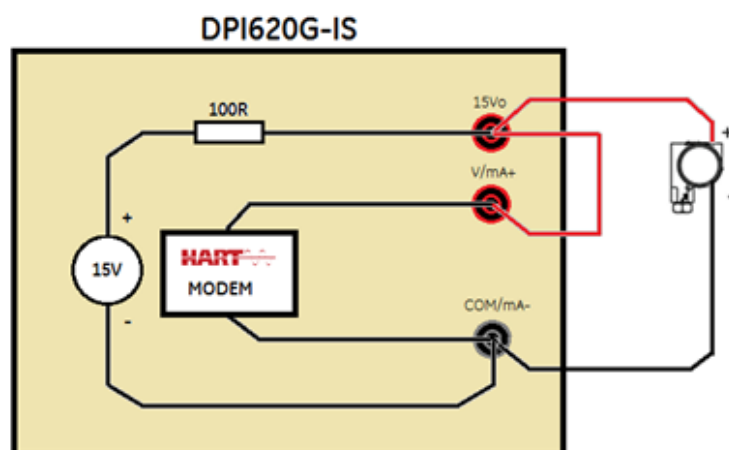 DPI620G-IS
100R
15Vo
V/mA+
+
15V
-
HART
MODEM
COM/mA-
+
-